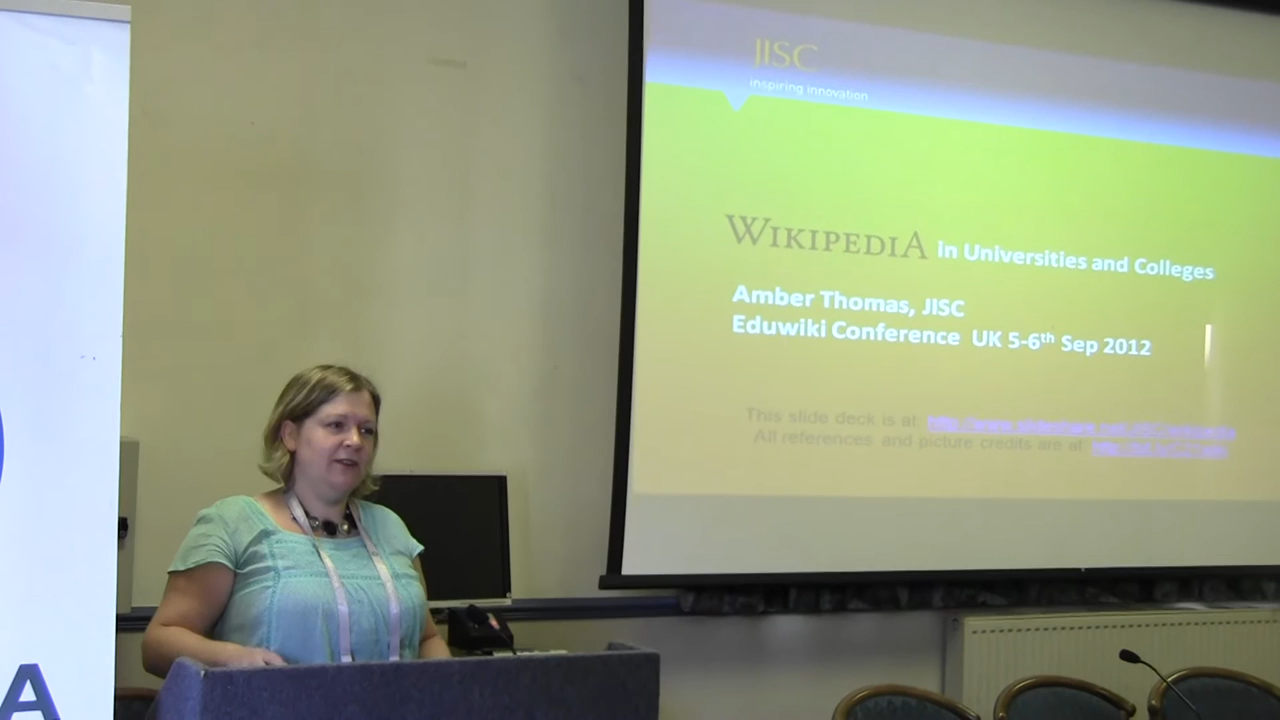 JISC
inspiring innovation
WIKIPEDIA in Universities and Colleges
Amber Thomas, JISC
Eduwiki Conference UK 5-6th Sep 2012
This slide deck is at
All references and picture credits are at
A